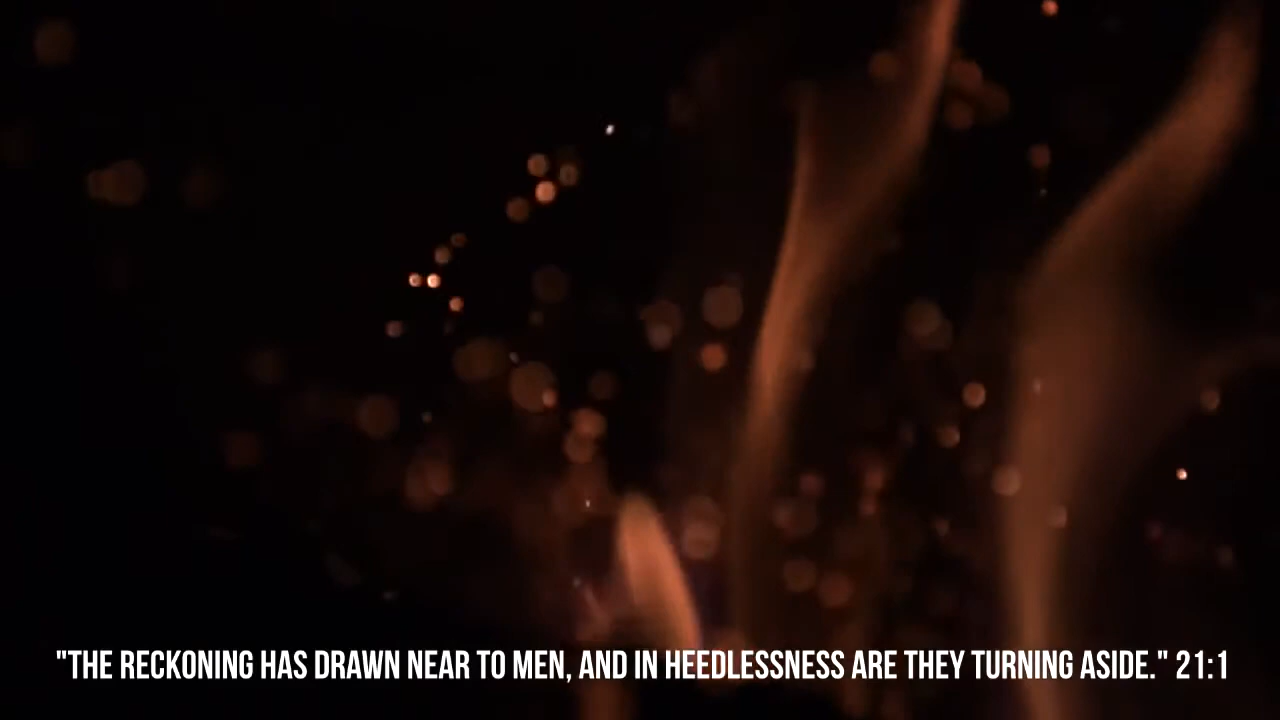 "THE RECKONING HAS DRAWN NEAR TO MEN, AND IN HEEDLESSNESS ARE THEY TURNING ASIDE." 21:1